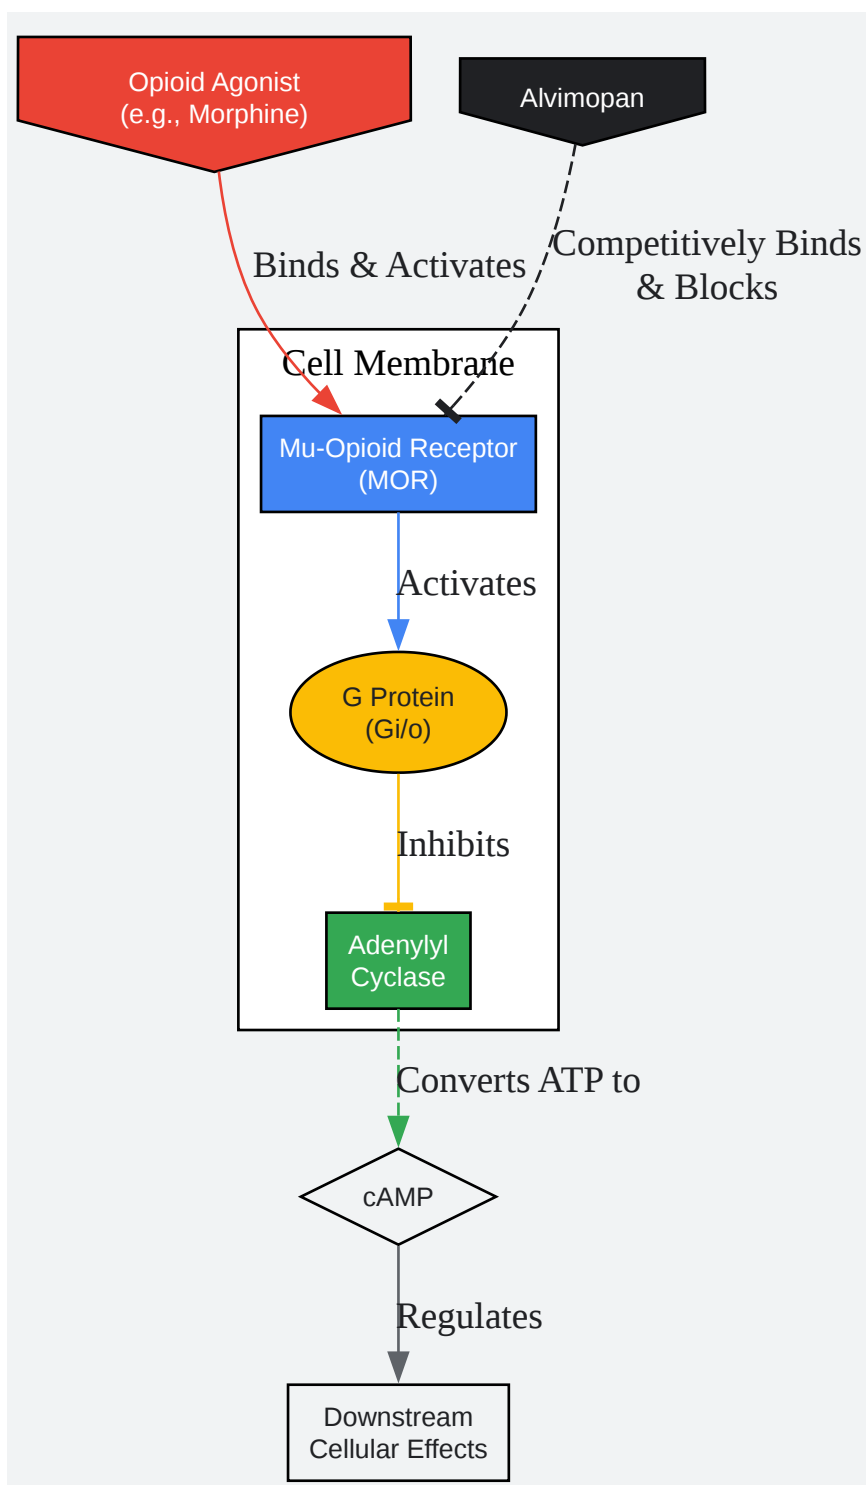 Opioid Agonist
(e.g., Morphine)
Alvimopan
Binds & Activates
Competitively Binds
& Blocks
Cell Membrane
Mu-Opioid Receptor
(MOR)
Activates
G Protein
(Gi/o)
Inhibits
Adenylyl
Cyclase
Converts ATP to
cAMP
Regulates
Downstream
Cellular Effects